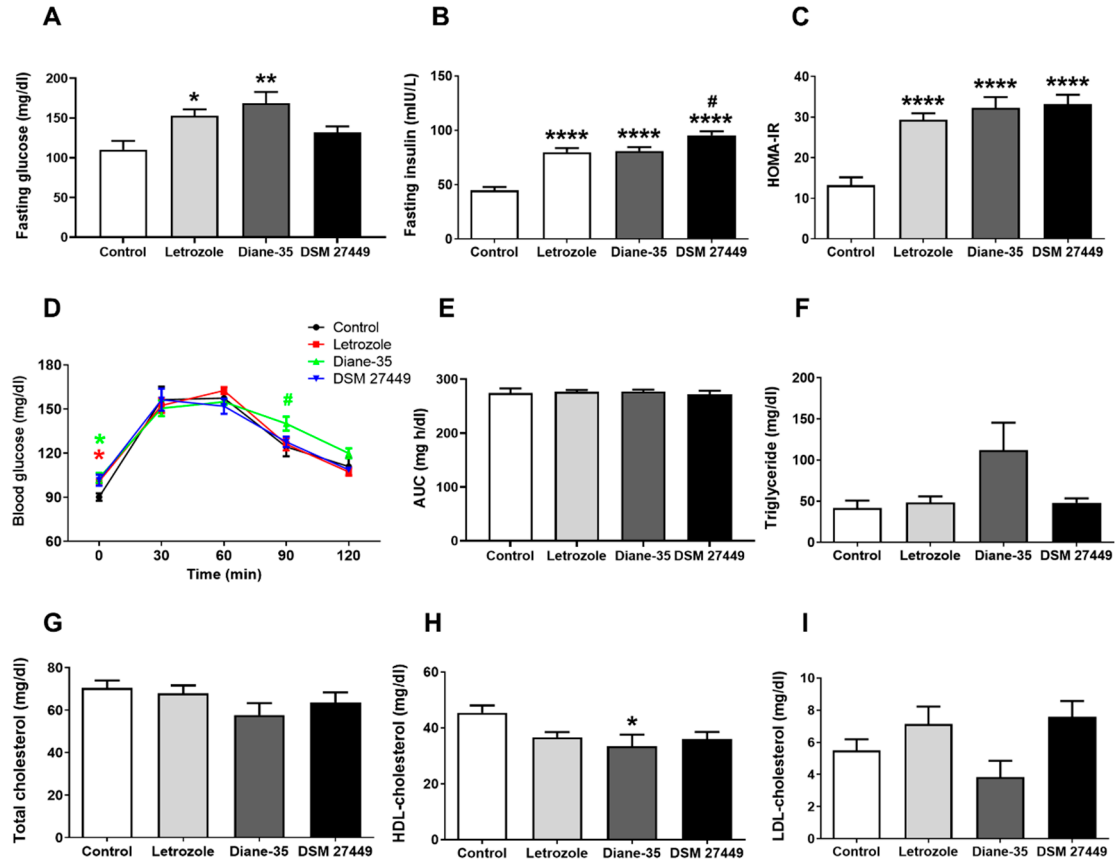 A
B
C
Fasting glucose (mg/dl)
200
150
100
50
0
*
**
Control
Letrozole
Diane-35
DSM 27449
Fasting insulin (mIU/L)
150
100
50
0
****
****
#
****
Control
Letrozole
Diane-35
DSM 27449
HOMA-IR
40
30
20
10
0
****
****
****
Control
Letrozole
Diane-35
DSM 27449
D
E
F
Control
Letrozole
Diane-35
DSM 27449
Blood glucose (mg/dl)
180
150
120
90
60
*
*
#
0
30
60
90
120
Time (min)
AUC (mg h/dl)
300
200
100
0
Control
Letrozole
Diane-35
DSM 27449
Triglyceride (mg/dl)
200
150
100
50
0
Control
Letrozole
Diane-35
DSM 27449
G
H
I
Total cholesterol (mg/dl)
80
60
40
20
0
Control
Letrozole
Diane-35
DSM 27449
HDL-cholesterol (mg/dl)
60
40
20
0
*
Control
Letrozole
Diane-35
DSM 27449
LDL-cholesterol (mg/dl)
10
8
6
4
2
0
Control
Letrozole
Diane-35
DSM 27449